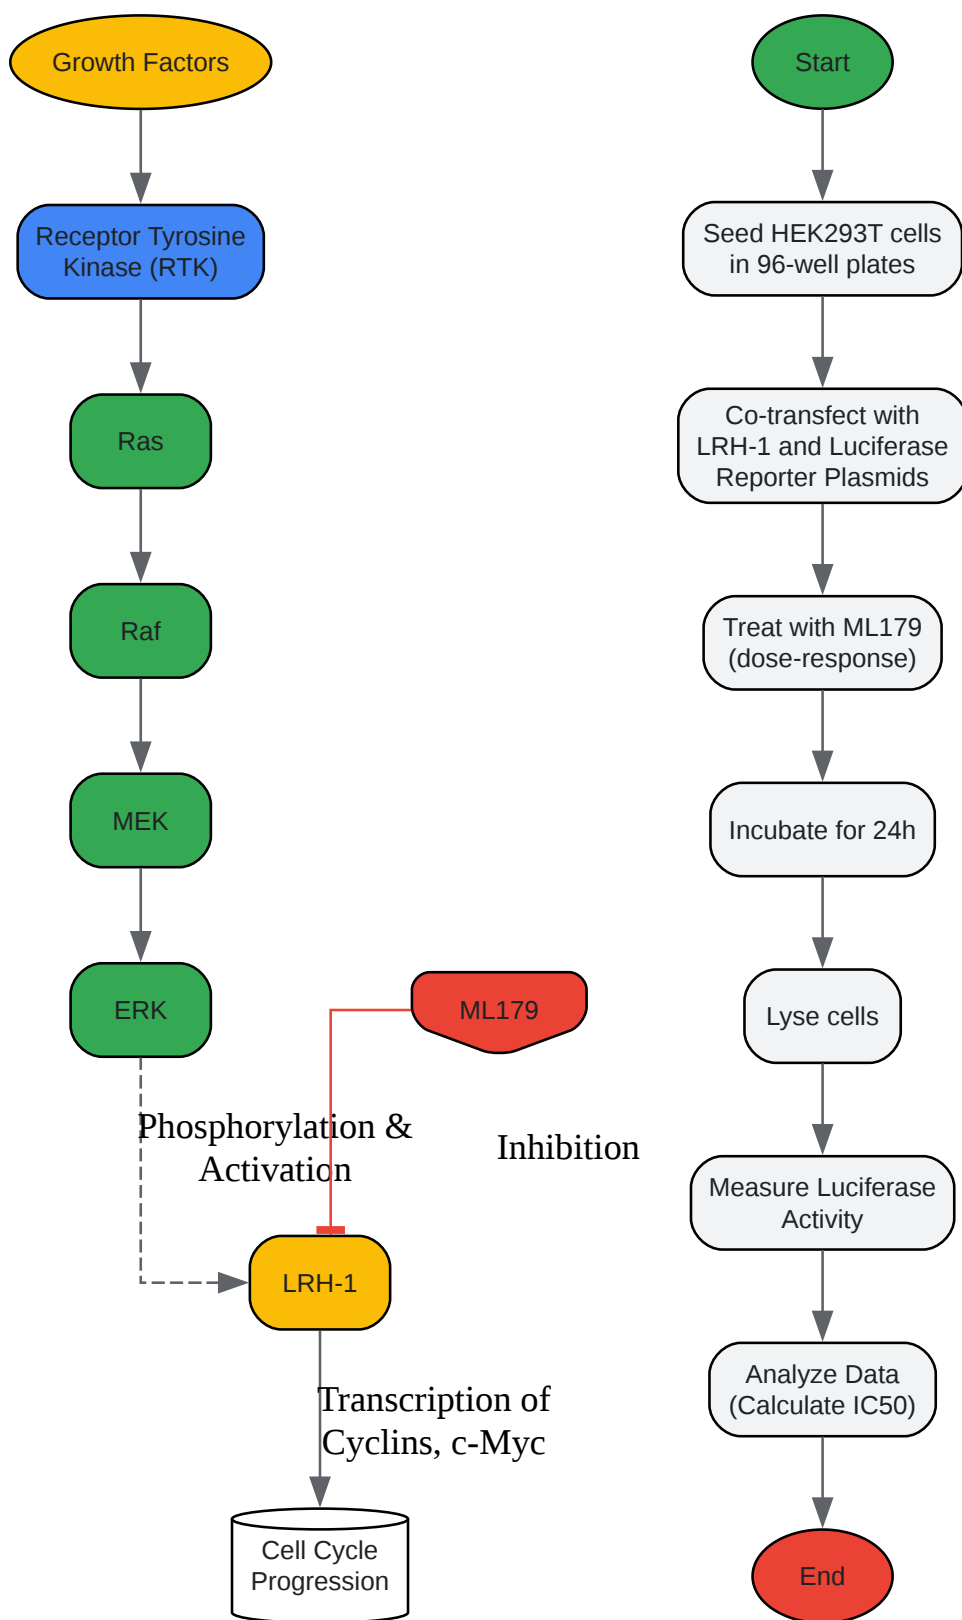 Growth Factors
Receptor Tyrosine
Kinase (RTK)
Ras
Raf
MEK
ERK
ML179
Phosphorylation &
Activation
Inhibition
LRH-1
Transcription of
Cyclins, c-Myc
Cell Cycle
Progression
Start
Seed HEK293T cells
in 96-well plates
Co-transfect with
LRH-1 and Luciferase
Reporter Plasmids
Treat with ML179
(dose-response)
Incubate for 24h
Lyse cells
Measure Luciferase
Activity
Analyze Data
(Calculate IC50)
End